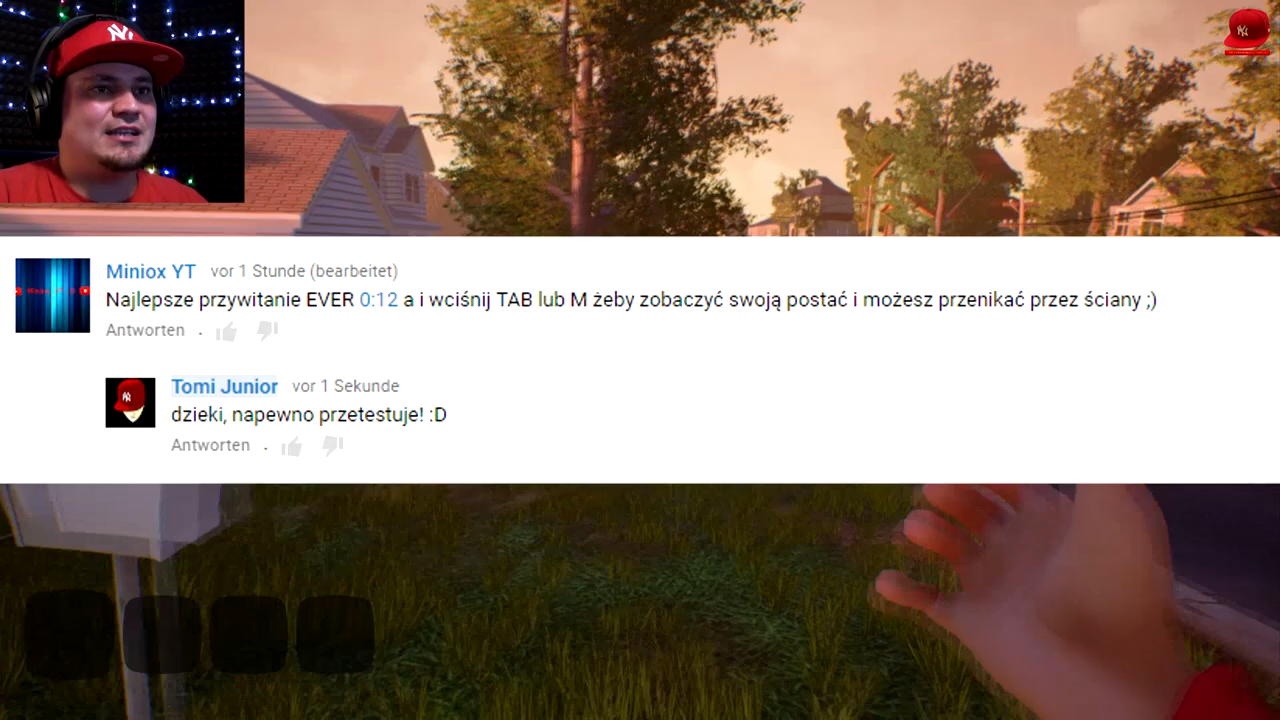 Miniox YT vor 1 Stunde (bearbeitet)
Najlepsze przywitanie EVER 0:12 a i wciśnij TAB lub M żeby zobaczyć swoją postać i możesz przenikać przez ściany ;)
Antworten .
Tomi Junior vor 1 Sekunde
dzieki, napewno przetestuje! :D
Antworten .